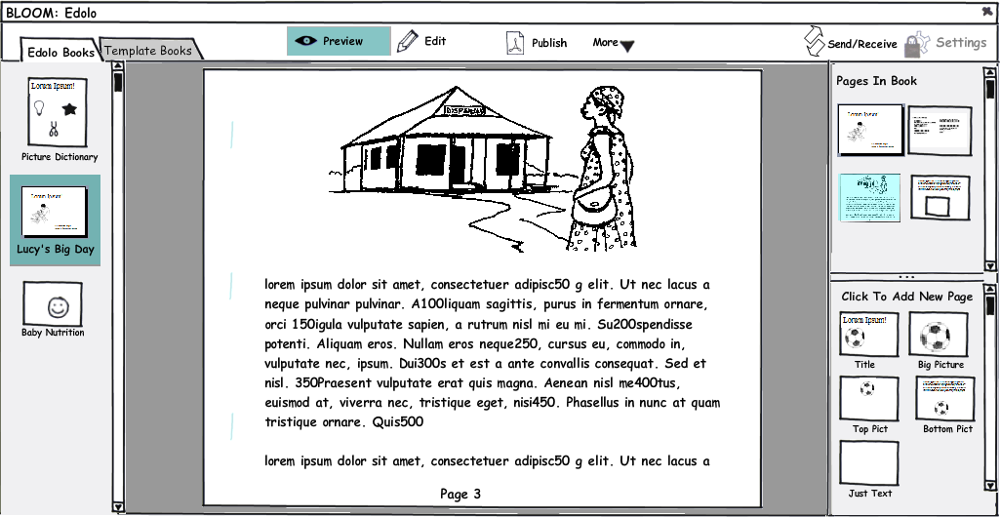 BLOOM: Edolo
Edolo Books
Template Books
Preview
Edit
Publish
More
Send/Receive
Settings
Lorem Ipsum!
Picture Dictionary
Lorem Ipsum
Lucy's Big Day
Baby Nutrition
DISPENSARY
lorem ipsum dolor sit amet, consectetuer adipisc50 g elit. Ut nec lacus a
neque pulvinar pulvinar. A100liquam sagittis, purus in fermentum ornare,
orci 150igula vulputate sapien, a rutrum nisl mi eu mi. Su200spendisse
potenti. Aliquam eros. Nullam eros neque250, cursus eu, commodo in,
vulputate nec, ipsum. Dui300s et est a ante convallis consequat. Sed et
nisl. 350Praesent vulputate erat quis magna. Aenean nisl me400tus,
euismod at, viverra nec, tristique eget, nisi450. Phasellus in nunc at quam
tristique ornare. Quis500
lorem ipsum dolor sit amet, consectetuer adipisc50 g elit. Ut nec lacus a
Page 3
Pages In Book
Lorem Ipsum
Click To Add New Page
Lorem Ipsum!
Title
Big Picture
Top Pict
Bottom Pict
Just Text